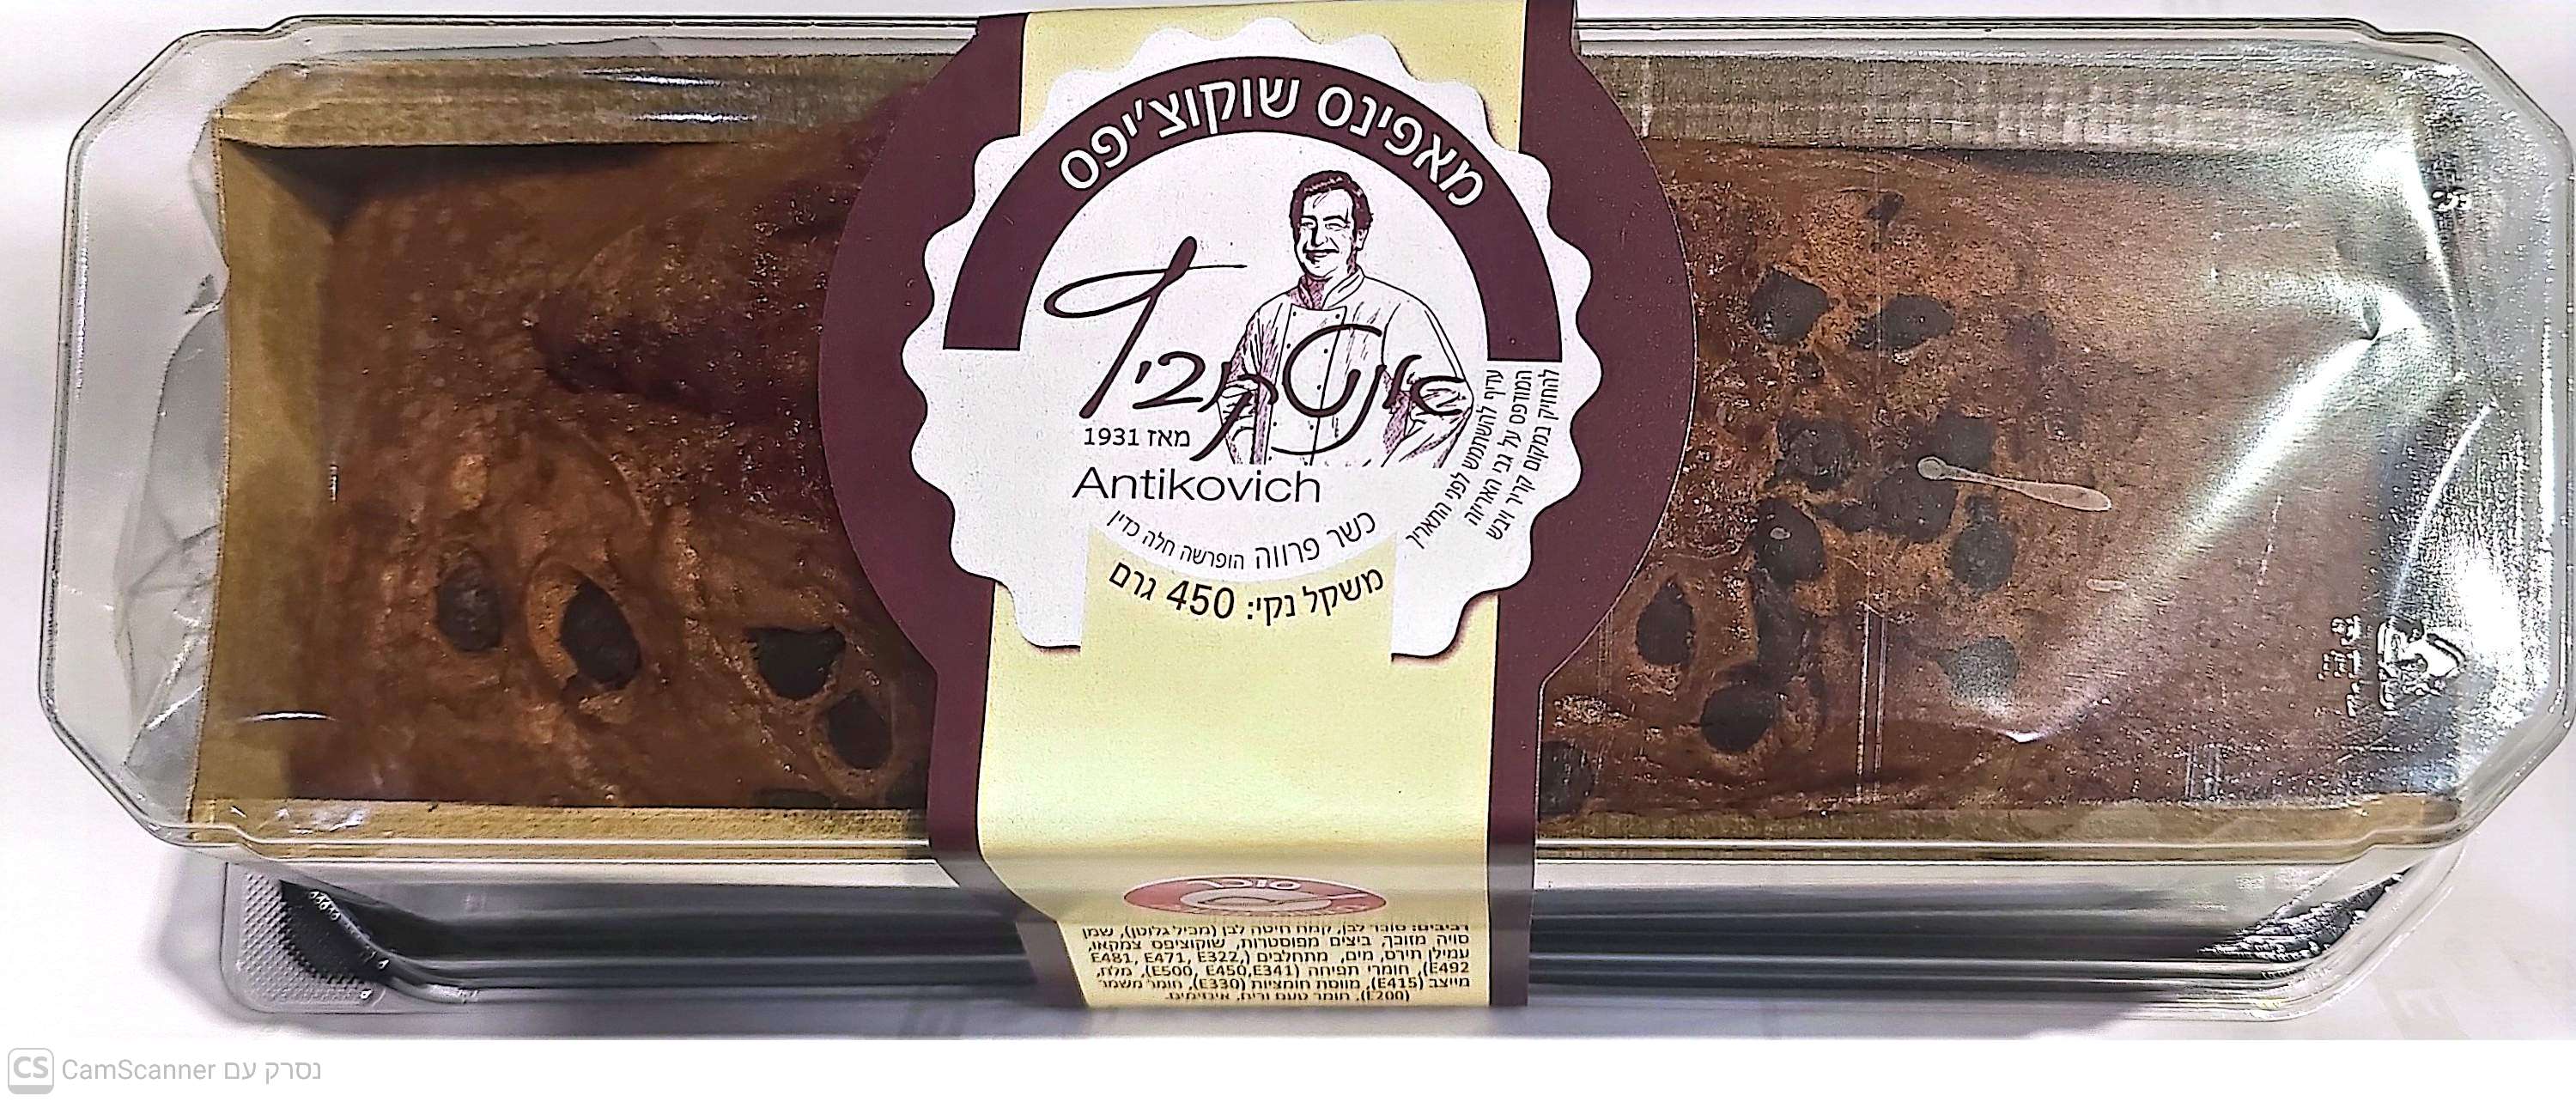 מאפינס שוקוצ׳יפס
אנטיקוביץ
מאז 1931
Antikovich
כשר פרווה הופרשה חלה כדין
עדיף להשתמש לפני התאריך
המודפס על גבי האריזה
להחזיק במקום קריר ויבש
משקל נקי: 450 גרם
סוכר
רכיבים: סוכר לבן, קמח חיטה לבן (מכיל גלוטן), שמן
סויה מזוכך, ביצים מפוסטרות, שוקוציפס צמקאו,
עמילן תירס, מים, מתחלבים (E481, E471, E322,
E492), חומרי תפיחה (E500, E450,E341), מלח,
מייצב (E415), מווסת חומציות (E330), חומר משמר
(E200), חומר טעם וריח, אינזימים.
CS CamScanner נסרק עם